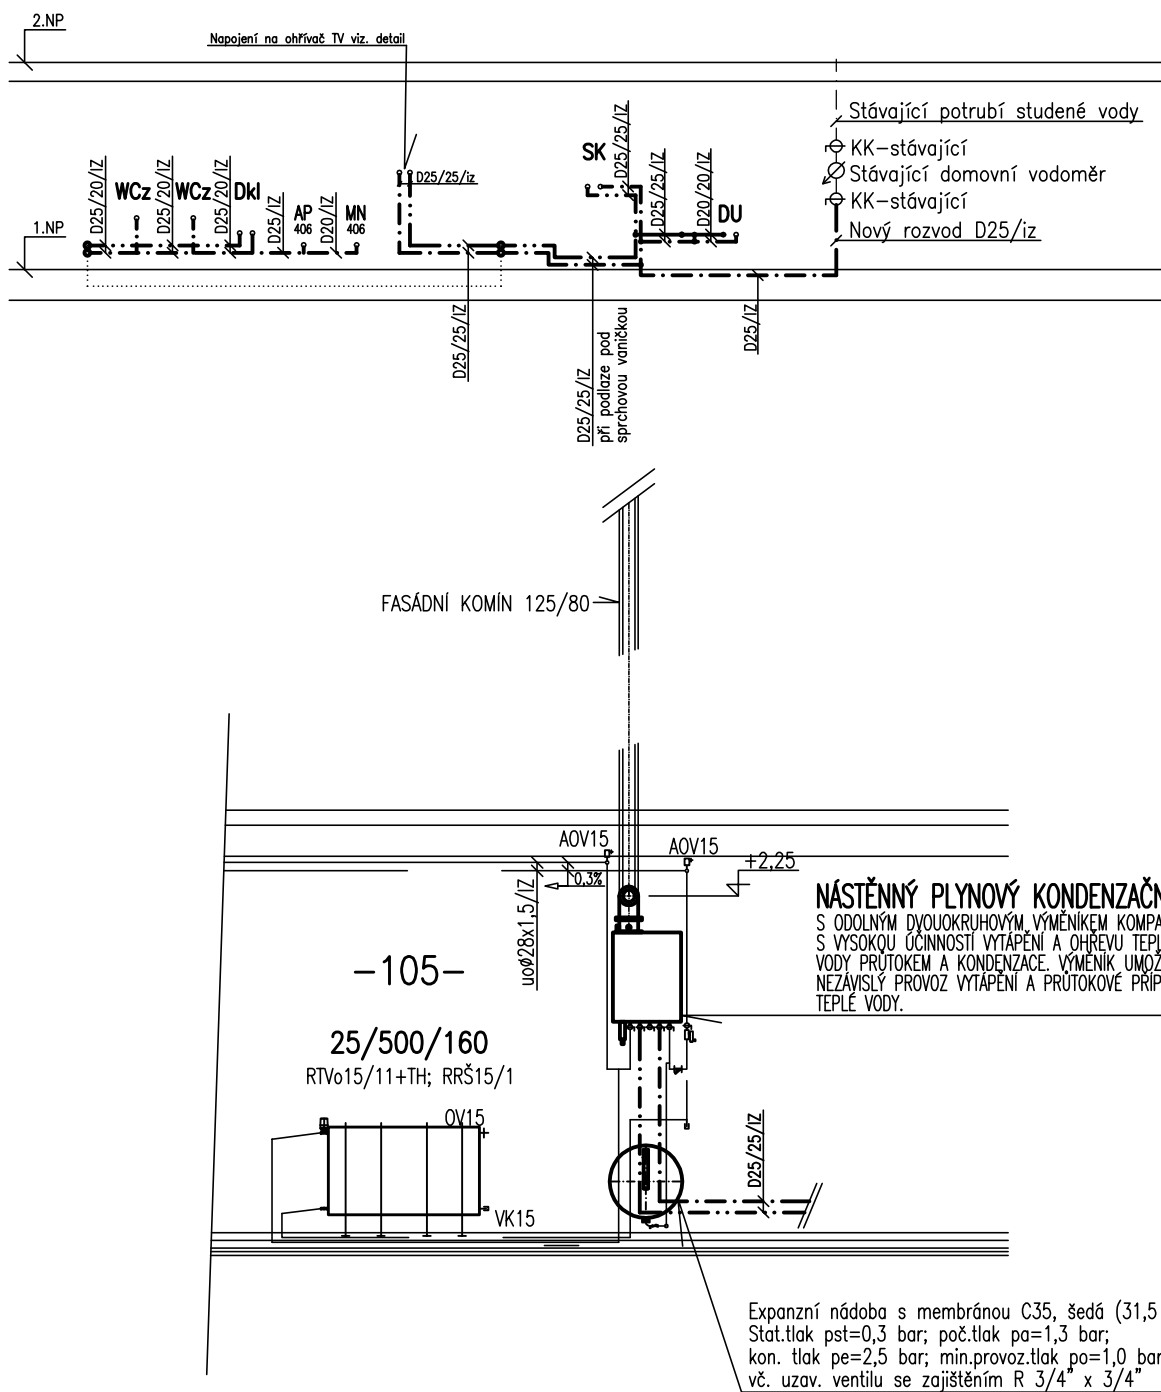 2.NP
Napojení na ohřívač TV viz. detail
Stávající potrubí studené vody
KK-stávající
Stávající domovní vodoměr
KK-stávající
Nový rozvod D25/iz
1.NP
D25/20/IZ
WCz
D25/20/IZ
WCz
D25/20/IZ
Dkl
D25/IZ
AP
406
D20/IZ
MN
406
D25/25/iz
SK
D25/25/IZ
D25/25/IZ
D20/20/IZ
DU
D25/25/IZ
D25/25/IZ
při podlaze pod
sprchovou vaničkou
D25/IZ
FASÁDNÍ KOMÍN 125/80
AOV15
AOV15
+2,25
0,3%
uoø28x1,5/IZ
NÁSTĚNNÝ PLYNOVÝ KONDENZAČN
S ODOLNÝM DVOUOKRUHOVÝM VÝMĚNÍKEM KOMPA
S VYSOKOU ÚČINNOSTÍ VYTÁPĚNÍ A OHŘEVU TEPL
VODY PRŮTOKEM A KONDENZACE. VÝMĚNÍK UMOŽ
NEZÁVISLÝ PROVOZ VYTÁPĚNÍ A PRŮTOKOVÉ PŘÍP
TEPLÉ VODY.
-105-
25/500/160
RTVo15/11+TH; RRŠ15/1
OV15
VK15
D25/25/IZ
Expanzní nádoba s membránou C35, šedá (31,5
Stat.tlak pst=0,3 bar; poč.tlak pa=1,3 bar;
kon. tlak pe=2,5 bar; min.provoz.tlak po=1,0 bar
vč. uzav. ventilu se zajištěním R 3/4" x 3/4"